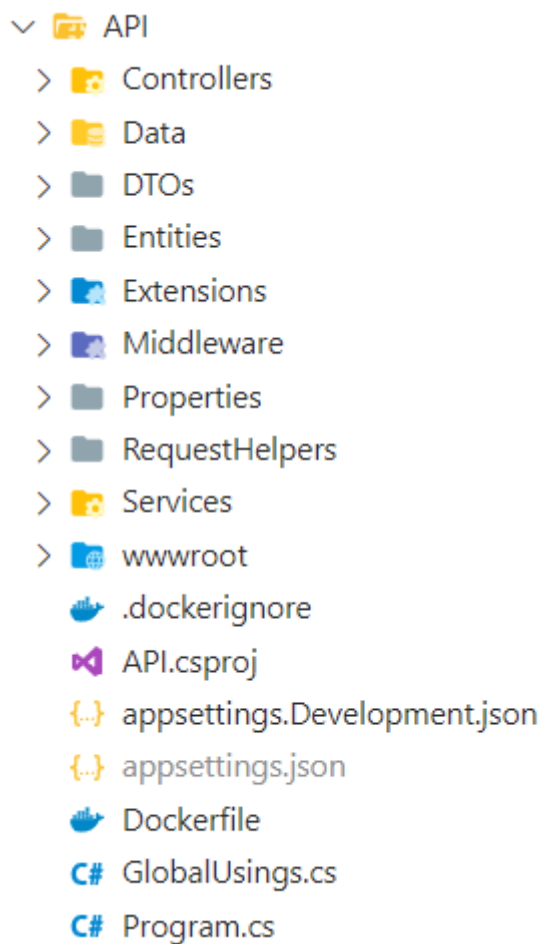 API
Controllers
Data
DTOs
Entities
Extensions
Middleware
Properties
RequestHelpers
Services
wwwroot
.dockerignore
API.csproj
{..} appsettings.Development.json
{..} appsettings.json
Dockerfile
C# GlobalUsings.cs
C# Program.cs